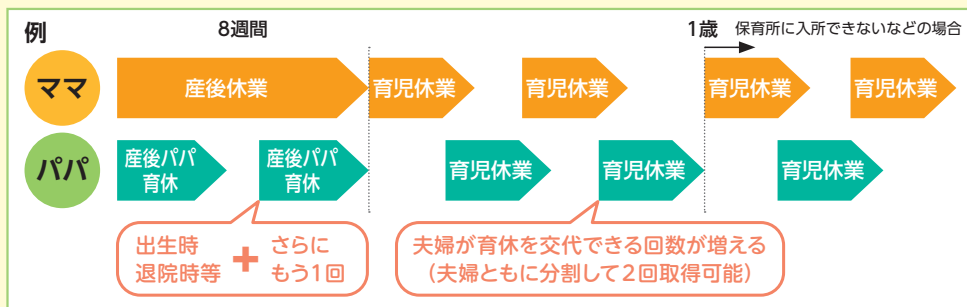 例
8週間
1歳 保育所に入所できないなどの場合
ママ
産後休業
育児休業
育児休業
育児休業
育児休業
パパ
産後パパ
育休
産後パパ
育休
育児休業
育児休業
育児休業
出生時
退院時等
+
さらに
もう1回
夫婦が育休を交代できる回数が増える
（夫婦ともに分割して2回取得可能）